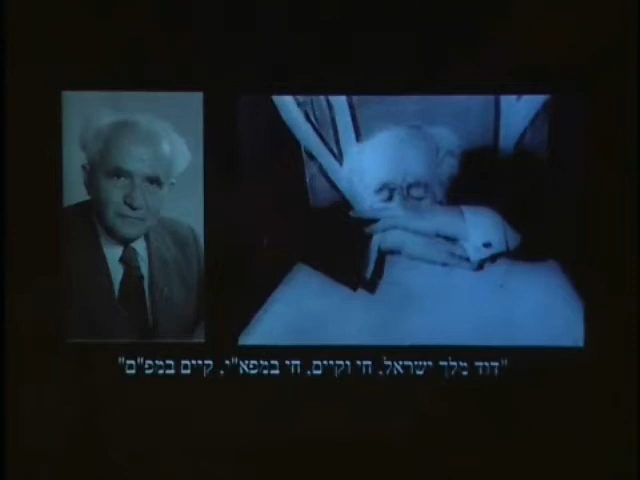 "דוד מלך ישראל, חי וקיים, חי במפא"י, קיים במפ"ם"